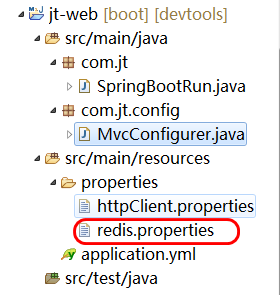 jt-web [boot] [devtools]
src/main/java
com.jt
SpringBootRun.java
com.jt.config
MvcConfigurer.java
src/main/resources
properties
httpClient.properties
redis.properties
application.yml
src/test/java